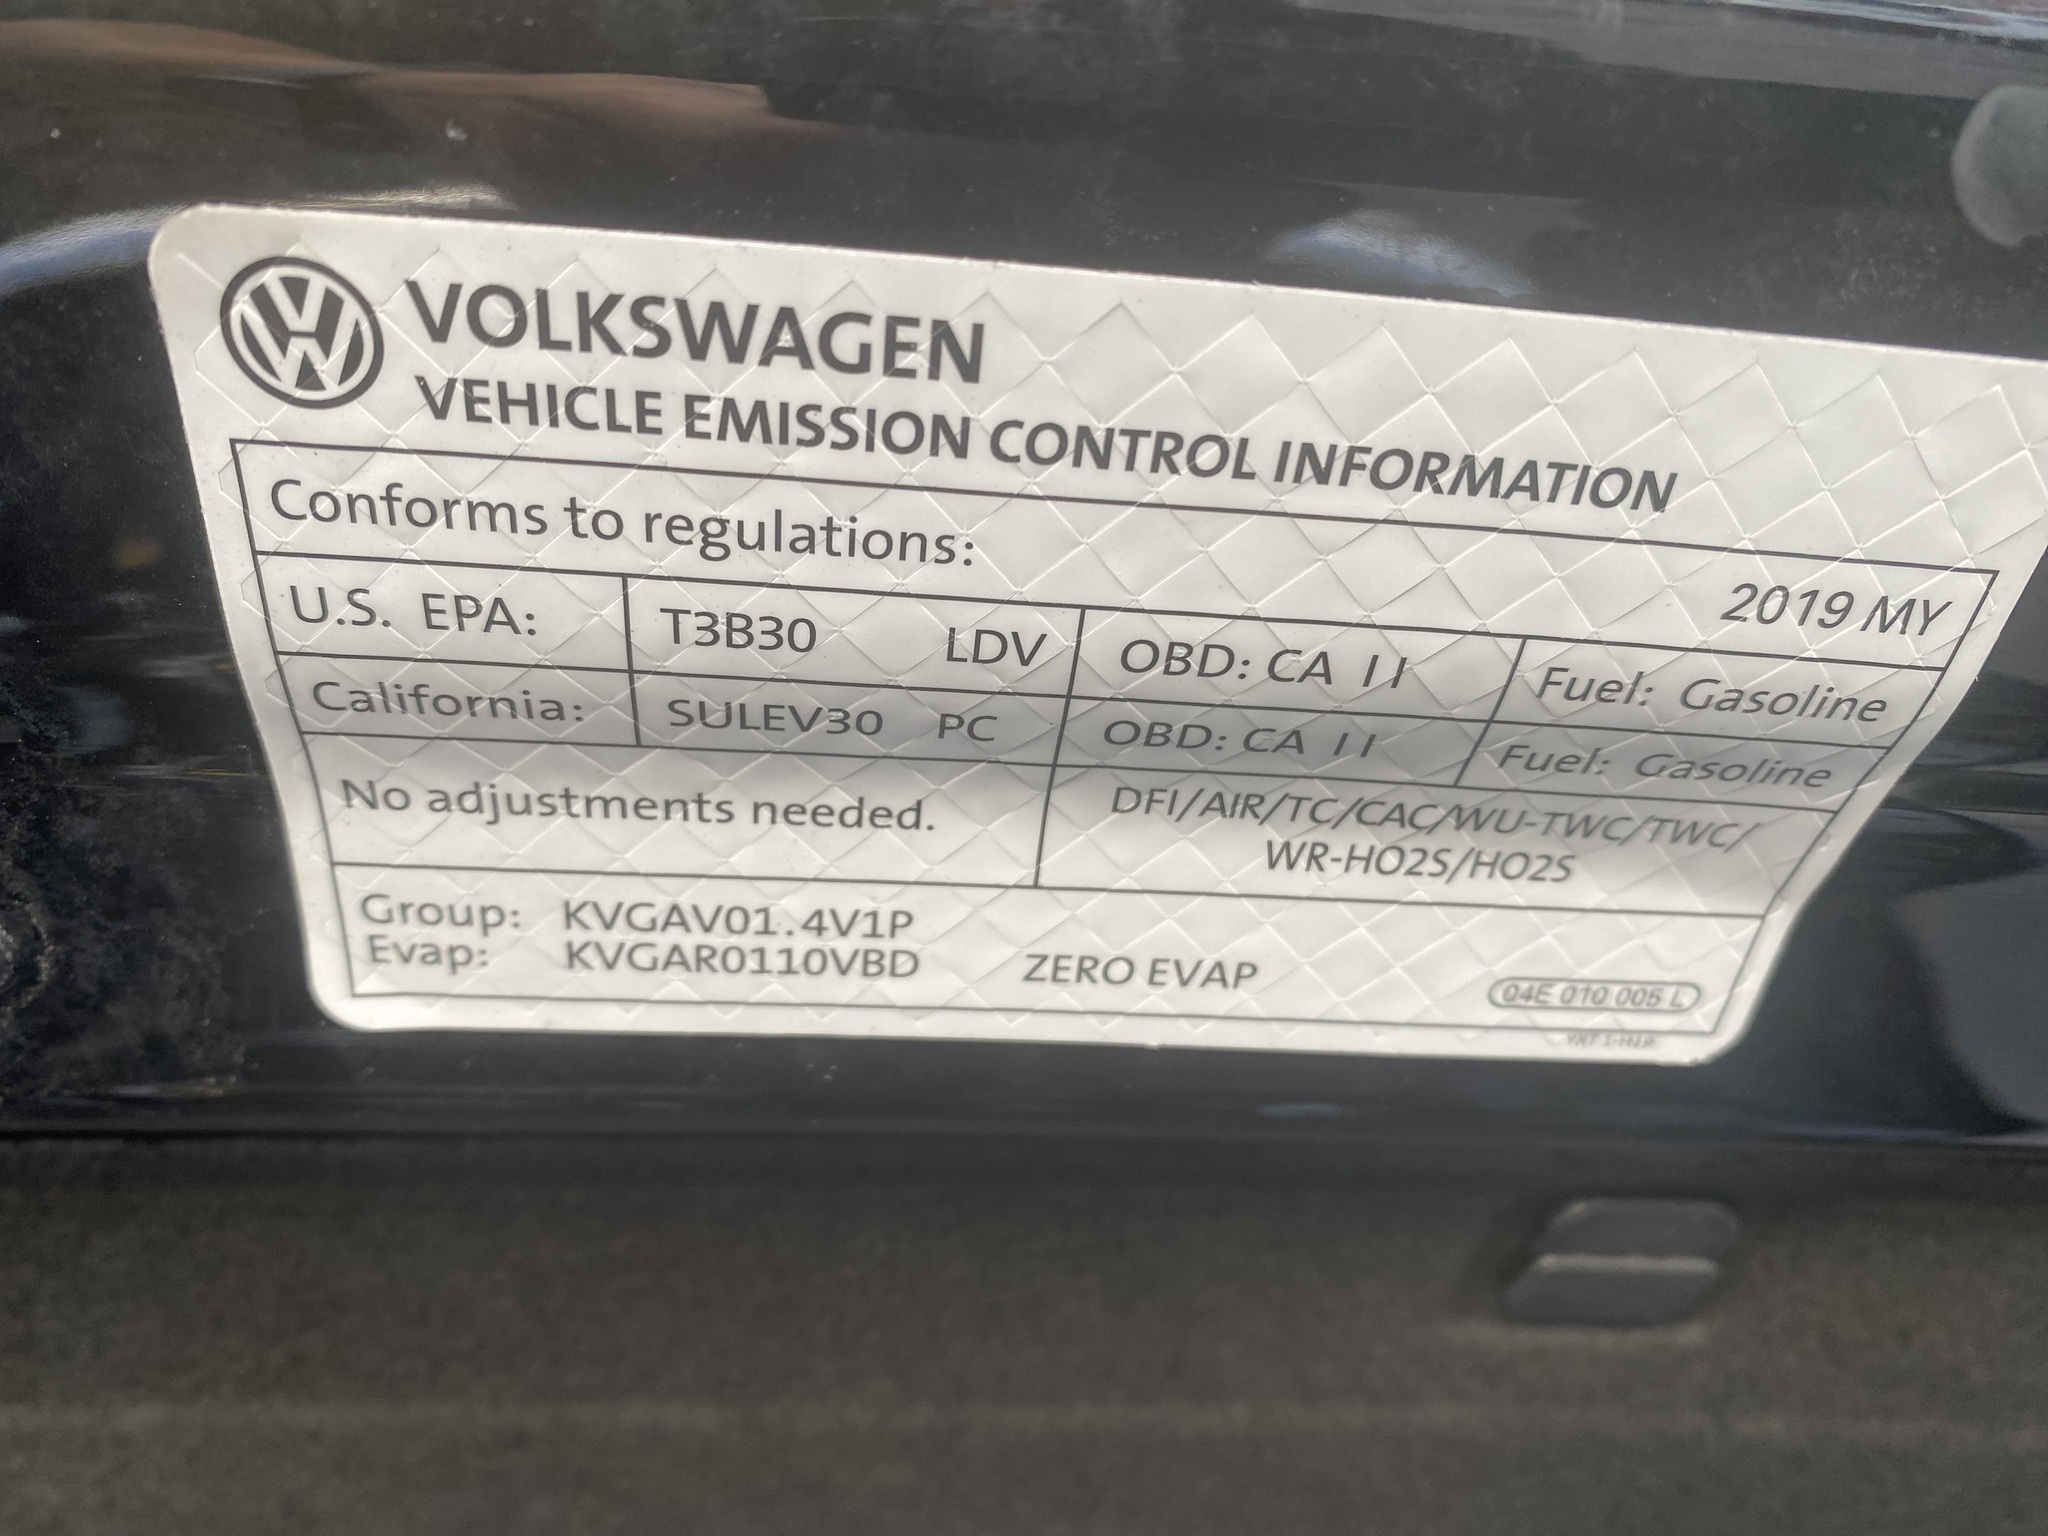 VOLKSWAGEN
VEHICLE EMISSION CONTROL INFORMATION
Conforms to regulations: 2019 MY
U.S. EPA: T3B30 LDV OBD: CA II Fuel: Gasoline
California: SULEV30 PC OBD: CA II Fuel: Gasoline
No adjustments needed. DFI/AIR/TC/CAC/WU-TWC/TWC/
WR-HO2S/HO2S
Group: KVGAV01.4V1P
Evap: KVGAR0110VBD ZERO EVAP
04E 010 005 L